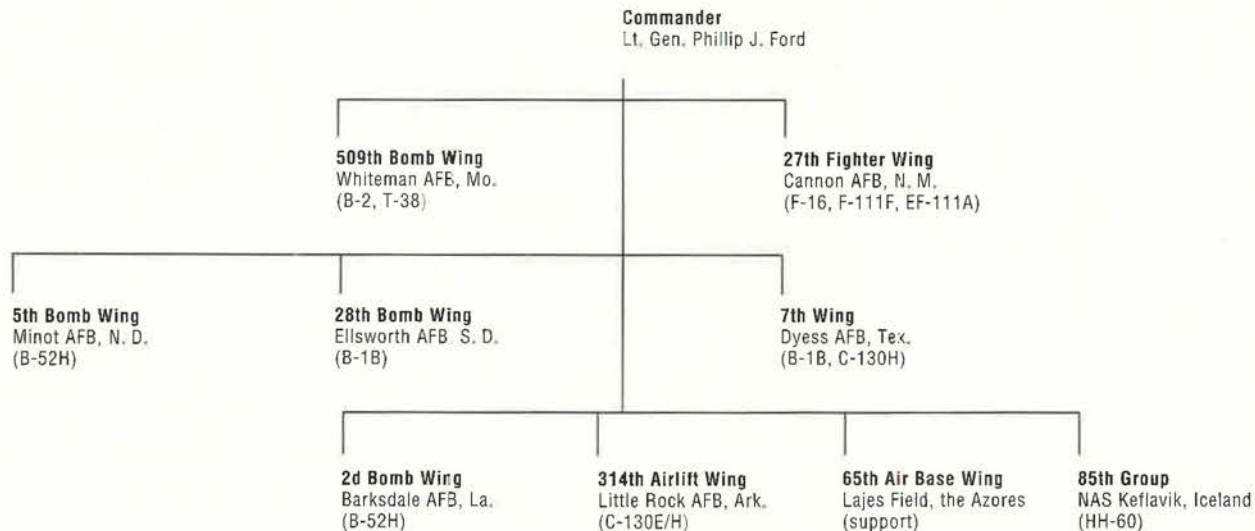 Commander
Lt. Gen. Phillip J. Ford
509th Bomb Wing
Whiteman AFB, Mo.
(B-2, T-38)
27th Fighter Wing
Cannon AFB, N. M.
(F-16, F-111F, EF-111A)
5th Bomb Wing
Minot AFB, N. D.
(B-52H)
28th Bomb Wing
Ellsworth AFB S. D.
(B-1B)
7th Wing
Dyess AFB, Tex.
(B-1B, C-130H)
2d Bomb Wing
Barksdale AFB, La.
(B-52H)
314th Airlift Wing
Little Rock AFB, Ark.
(C-130E/H)
65th Air Base Wing
Lajes Field, the Azores
(support)
85th Group
NAS Keflavik, Iceland
(HH-60)